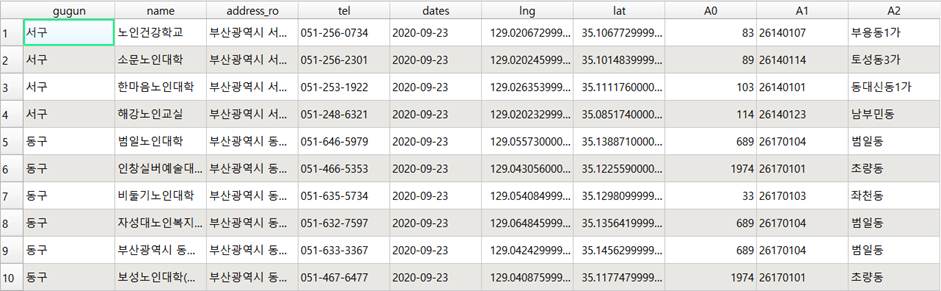 gugun name address_ro tel dates lng lat A0 A1 A2
1 서구 노인건강학교 부산광역시 서... 051-256-0734 2020-09-23 129.020672999... 35.1067729999... 83 26140107 부용동1가
2 서구 소문노인대학 부산광역시 서... 051-256-2301 2020-09-23 129.020245999... 35.1014839999... 89 26140114 토성동3가
3 서구 한마음노인대학 부산광역시 서... 051-253-1922 2020-09-23 129.026353999... 35.1111760000... 103 26140101 동대신동1가
4 서구 해강노인교실 부산광역시 서... 051-248-6321 2020-09-23 129.020232999... 35.0851740000... 114 26140123 남부민동
5 동구 범일노인대학 부산광역시 동... 051-646-5979 2020-09-23 129.055730000... 35.1388710000... 689 26170104 범일동
6 동구 인창실버예술대... 부산광역시 동... 051-466-5353 2020-09-23 129.043056000... 35.1225590000... 1974 26170101 초량동
7 동구 비둘기노인대학 부산광역시 동... 051-635-5734 2020-09-23 129.054084999... 35.1298099999... 33 26170103 좌천동
8 동구 자성대노인복지... 부산광역시 동... 051-632-7597 2020-09-23 129.064845999... 35.1356419999... 689 26170104 범일동
9 동구 부산광역시 동... 부산광역시 동... 051-633-3367 2020-09-23 129.042429999... 35.1456299999... 689 26170104 범일동
10 동구 보성노인대학(... 부산광역시 동... 051-467-6477 2020-09-23 129.040875999... 35.1177479999... 1974 26170101 초량동